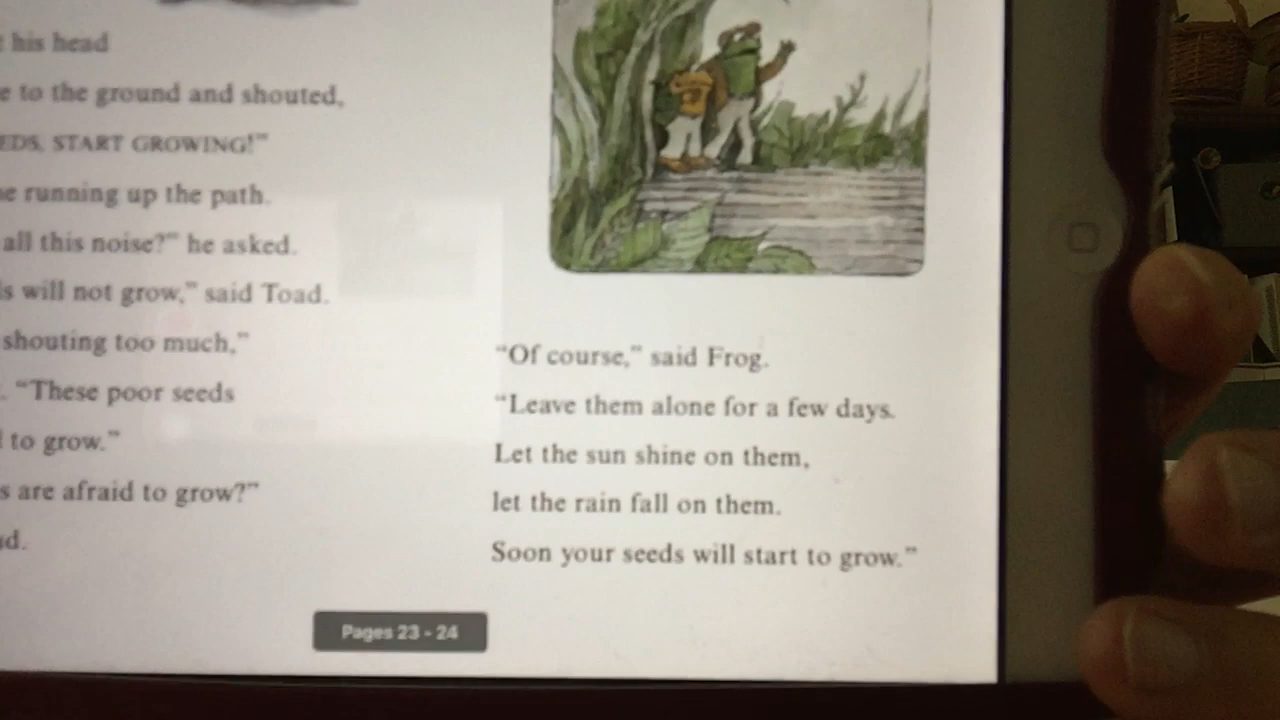 his head
to the ground and shouted,
START GROWING!"
running up the path.
all this noise?" he asked.
will not grow," said Toad.
shouting too much,"
"These poor seeds
to grow."
are afraid to grow?"
"Of course," said Frog.
"Leave them alone for a few days.
Let the sun shine on them,
let the rain fall on them.
Soon your seeds will start to grow."
Pages 23 - 24